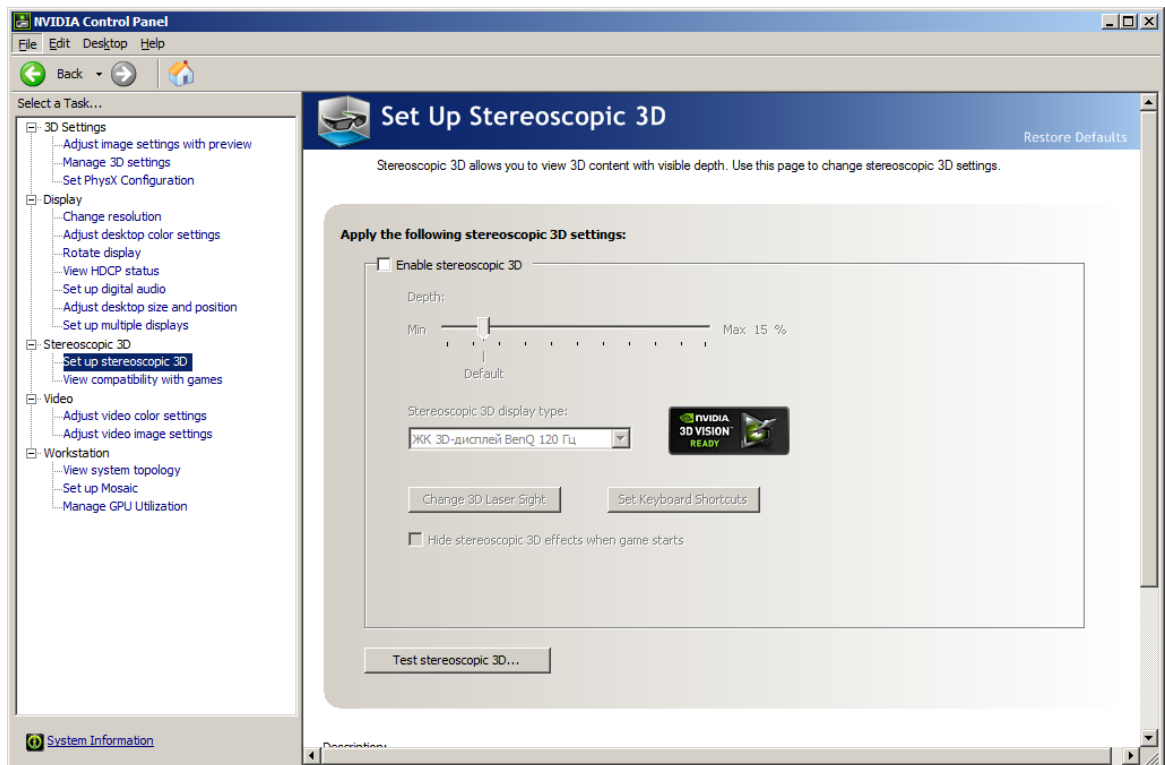 NVIDIA Control Panel
File Edit Desktop Help
Back
Select a Task...
3D Settings
Adjust image settings with preview
Manage 3D settings
Set PhysX Configuration
Display
Change resolution
Adjust desktop color settings
Rotate display
View HDCP status
Set up digital audio
Adjust desktop size and position
Set up multiple displays
Stereoscopic 3D
Set up stereoscopic 3D
View compatibility with games
Video
Adjust video color settings
Adjust video image settings
Workstation
View system topology
Set up Mosaic
Manage GPU Utilization
System Information
Set Up Stereoscopic 3D
Restore Defaults
Stereoscopic 3D allows you to view 3D content with visible depth. Use this page to change stereoscopic 3D settings.
Apply the following stereoscopic 3D settings:
Enable stereoscopic 3D
Depth:
Min Max 15 %
Default
Stereoscopic 3D display type:
ЖК 3D-дисплей BenQ 120 Гц
NVIDIA
3D VISION
READY
Change 3D Laser Sight Set Keyboard Shortcuts
Hide stereoscopic 3D effects when game starts
Test stereoscopic 3D...
Description: